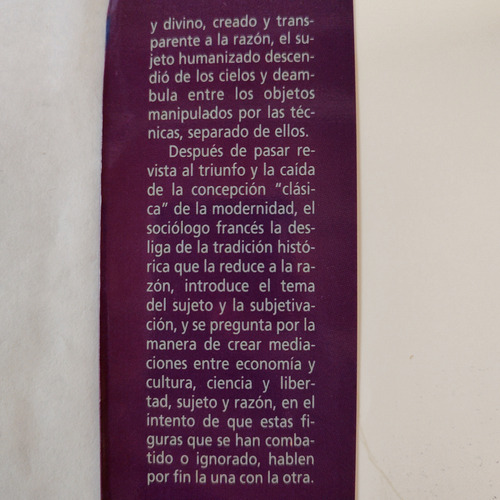 y divino, creado y trans-
parente a la razón, el su-
jeto humanizado descen-
dió de los cielos y deam-
bula entre los objetos
manipulados por las téc-
nicas, separado de ellos.
Después de pasar re-
vista al triunfo y la caída
de la concepción "clási-
ca" de la modernidad, el
sociólogo francés la des-
liga de la tradición histó-
rica que la reduce a la ra-
zón, introduce el tema
del sujeto y la subjetiva-
ción, y se pregunta por la
manera de crear media-
ciones entre economía y
cultura, ciencia y liber-
tad, sujeto y razón, en el
intento de que estas fi-
guras que se han comba-
tido o ignorado, hablen
por fin la una con la otra.